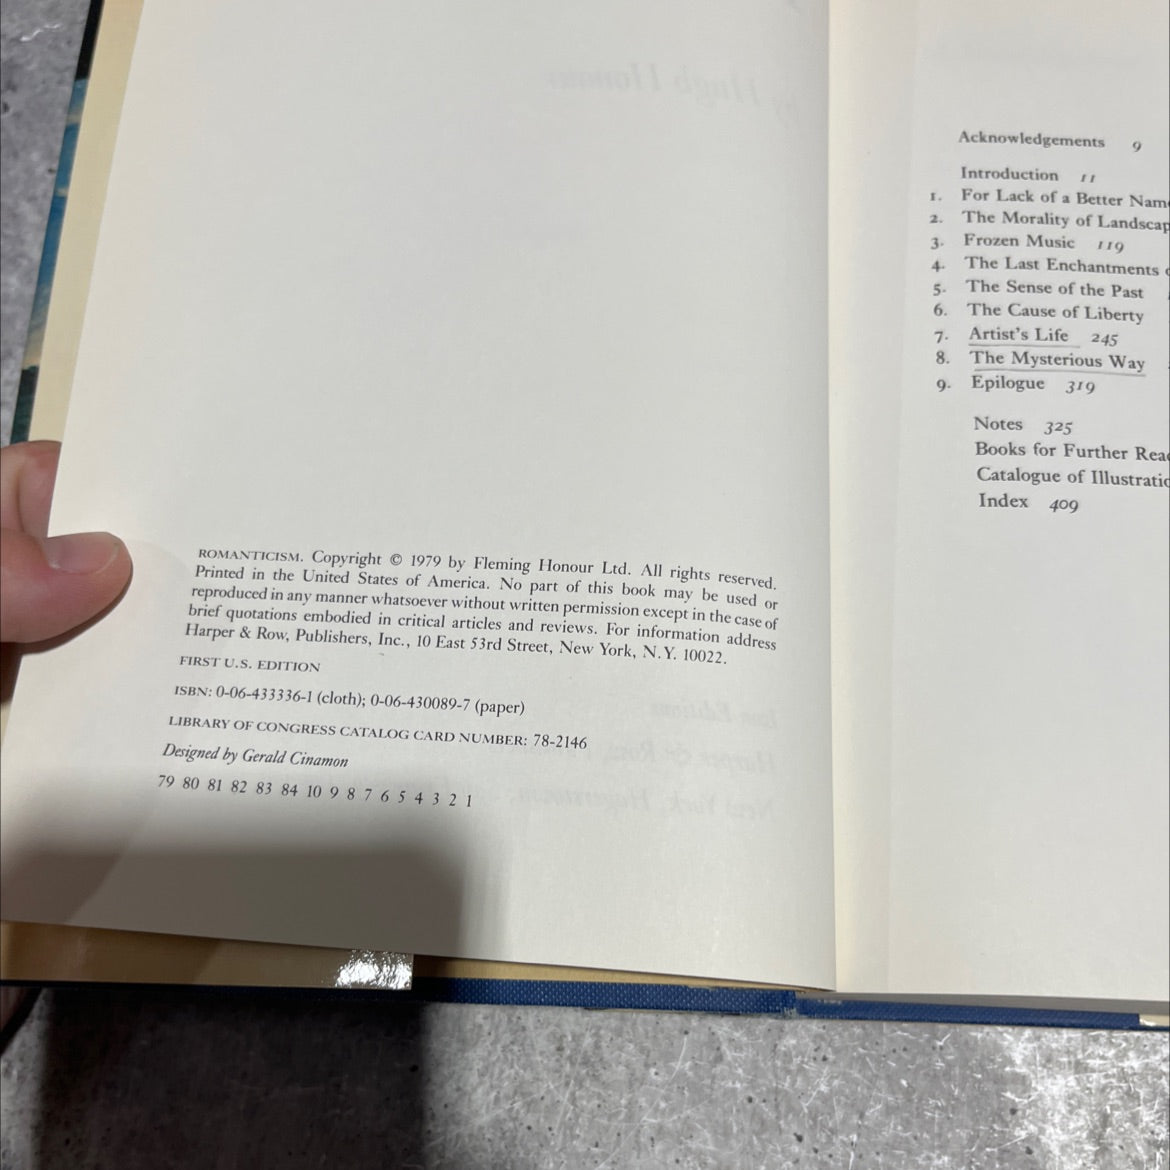 ROMANTICISM. Copyright © 1979 by Fleming Honour Ltd. All rights reserved.
Printed in the United States of America. No part of this book may be used or
reproduced in any manner whatsoever without written permission except in the case of
brief quotations embodied in critical articles and reviews. For information address
Harper & Row, Publishers, Inc., 10 East 53rd Street, New York, N.Y. 10022.
FIRST U.S. EDITION
ISBN: 0-06-433336-1 (cloth); 0-06-430089-7 (paper)
LIBRARY OF CONGRESS CATALOG CARD NUMBER: 78-2146
Designed by Gerald Cinamon
79 80 81 82 83 84 10 9 8 7 6 5 4 3 2 1
Acknowledgements 9
Introduction 11
1. For Lack of a Better
2. The Morality of
3. Frozen Music 119
4. The Last Enchantments
5. The Sense of the Past
6. The Cause of Liberty
7. Artist's Life 245
8. The Mysterious Way
9. Epilogue 319
Notes 325
Books for Further
Catalogue of
Index 409